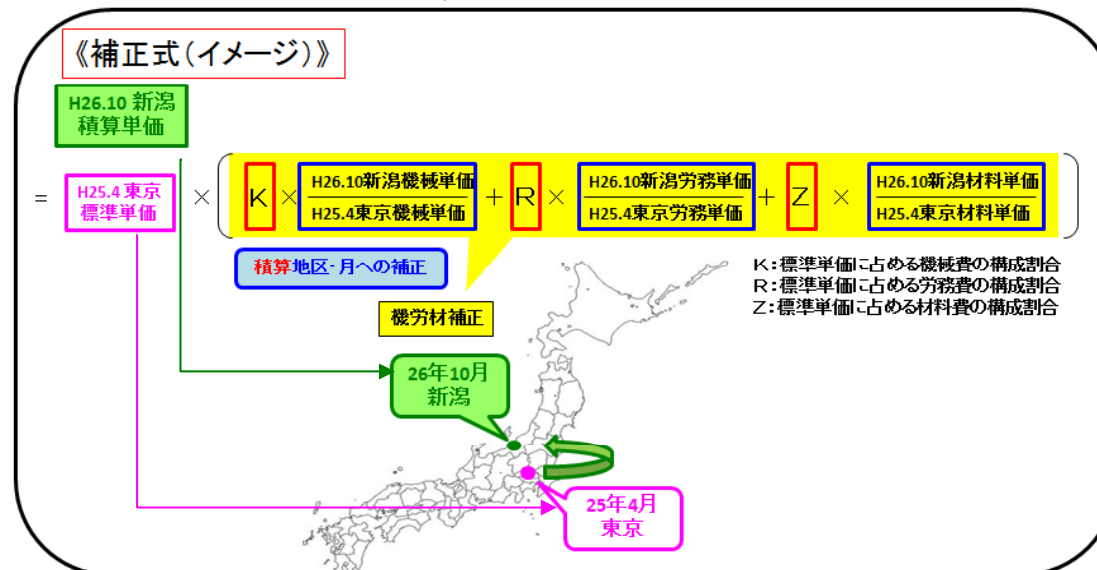 《補正式(イメージ)》
H26.10 新潟
積算単価
=
H25.4 東京
標準単価
×
K × H26.10新潟機械単価 / H25.4東京機械単価 + R × H26.10新潟労務単価 / H25.4東京労務単価 + Z × H26.10新潟材料単価 / H25.4東京材料単価
積算地区・月への補正
K:標準単価に占める機械費の構成割合
R:標準単価に占める労務費の構成割合
Z:標準単価に占める材料費の構成割合
機労材補正
26年10月
新潟
25年4月
東京